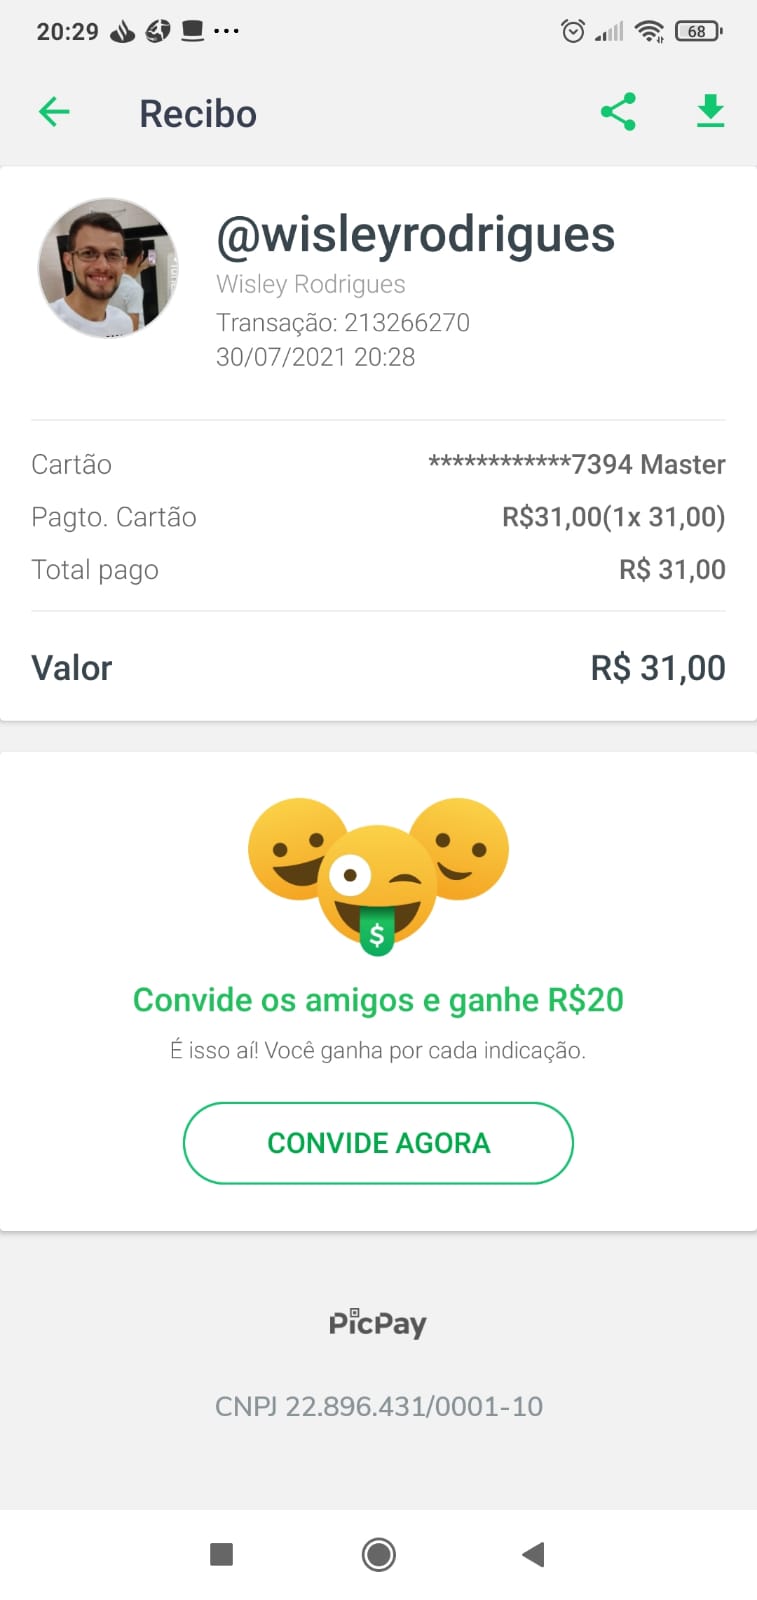 20:29
68
Recibo
@wisleyrodrigues
Wisley Rodrigues
Transação: 213266270
30/07/2021 20:28
Cartão ************7394 Master
Pagto. Cartão R$31,00(1x 31,00)
Total pago R$ 31,00
Valor R$ 31,00
$
Convide os amigos e ganhe R$20
É isso aí! Você ganha por cada indicação.
CONVIDE AGORA
PicPay
CNPJ 22.896.431/0001-10